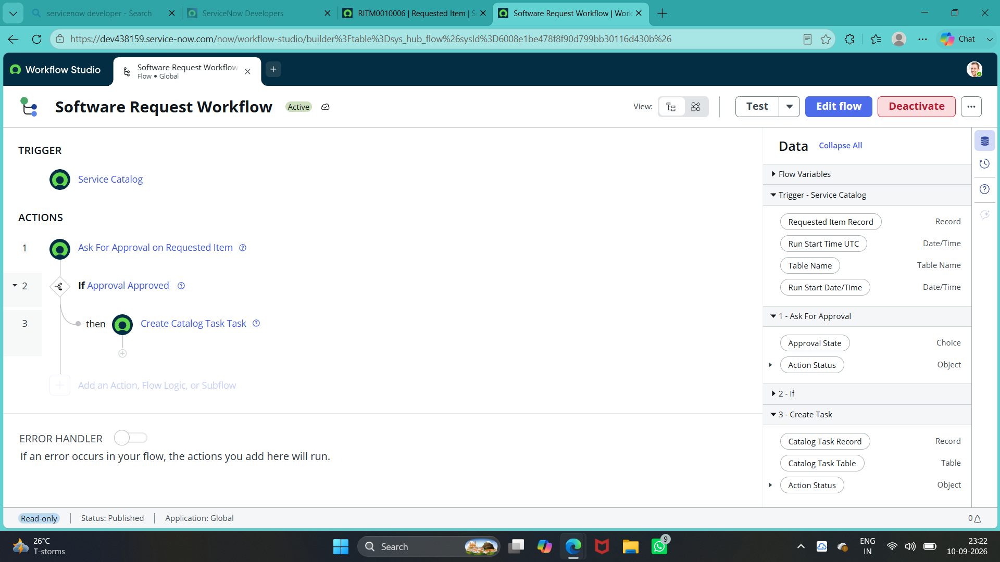 servicenow developer - Search
ServiceNow Developers
RITM0010006 | Requested Item | S
Software Request Workflow | Work
https://dev438159.service-now.com/now/workflow-studio/builder%3Ftable%3Dsys_hub_flow%26sysId%3D6008e1be478f8f90d799bb30116d430b%26
Chat
Workflow Studio
Software Request Workflow
Flow • Global
Software Request Workflow
Active
View:
Test
Edit flow
Deactivate
TRIGGER
Service Catalog
ACTIONS
1
Ask For Approval on Requested Item
2
If Approval Approved
3
then
Create Catalog Task Task
Add an Action, Flow Logic, or Subflow
ERROR HANDLER
If an error occurs in your flow, the actions you add here will run.
Data
Collapse All
Flow Variables
Trigger - Service Catalog
Requested Item Record
Record
Run Start Time UTC
Date/Time
Table Name
Table Name
Run Start Date/Time
Date/Time
1 - Ask For Approval
Approval State
Choice
Action Status
Object
2 - If
3 - Create Task
Catalog Task Record
Record
Catalog Task Table
Table
Action Status
Object
Read-only
Status: Published
Application: Global
0
26°C
T-storms
Search
9
ENG
IN
23:22
10-09-2026